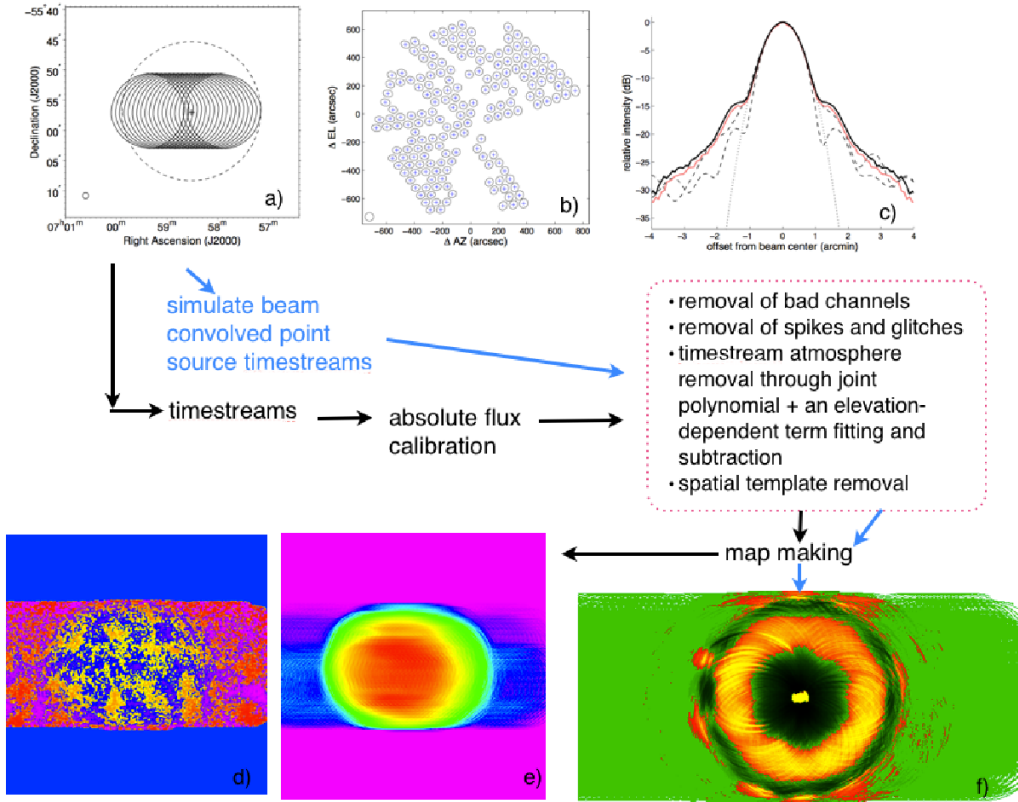 -55°40'
45'
50'
55'
00'
05'
10'
Declination (J2000)
07h01m
00m
59m
58m
57m
Right Ascension (J2000)
a)
600
400
200
0
-200
-400
-600
Δ EL (arcsec)
-600 -400 -200 0 200 400 600 800
Δ AZ (arcsec)
b)
0
-5
-10
-15
-20
-25
-30
-35
relative intensity (dB)
-4 -3 -2 -1 0 1 2 3 4
offset from beam center (arcmin)
c)
simulate beam
convolved point
source timestreams
timestreams
absolute flux
calibration
• removal of bad channels
• removal of spikes and glitches
• timestream atmosphere
removal through joint
polynomial + an elevation-
dependent term fitting and
subtraction
• spatial template removal
map making
d)
e)
f)